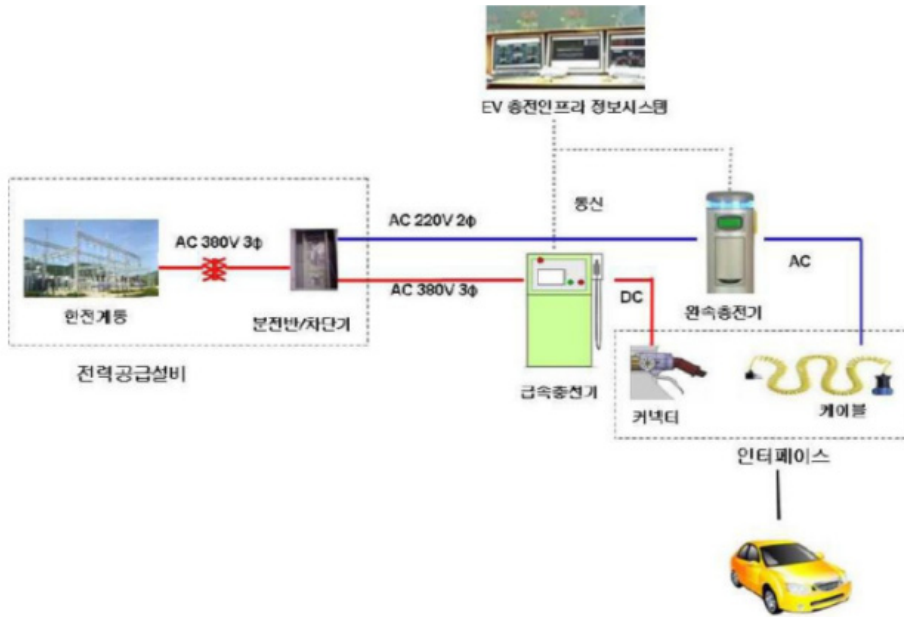 EV 충전인프라 정보시스템
통신
AC 220V 2ф
AC 380V 3ф
AC 380V 3ф
AC
DC
한전계통
분전반/차단기
완속충전기
전력공급설비
급속충전기
커넥터
케이블
인터페이스